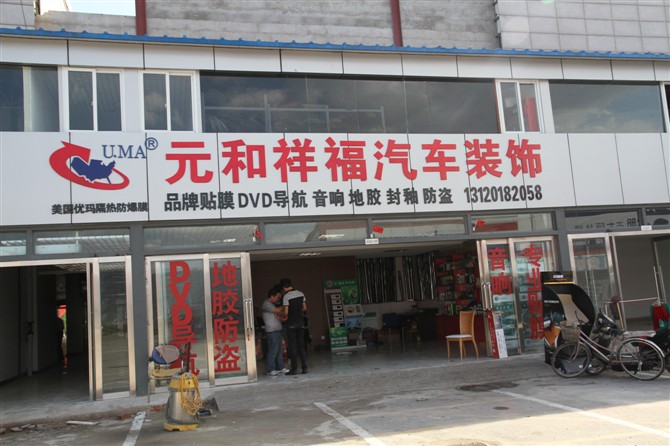 U.MA®
元和祥福汽车装饰
美国优玛隔热防爆膜
品牌贴膜 DVD导航 音响 地胶 封釉 防盗 13120182058
DVD导航
地胶防盗
音响
专业